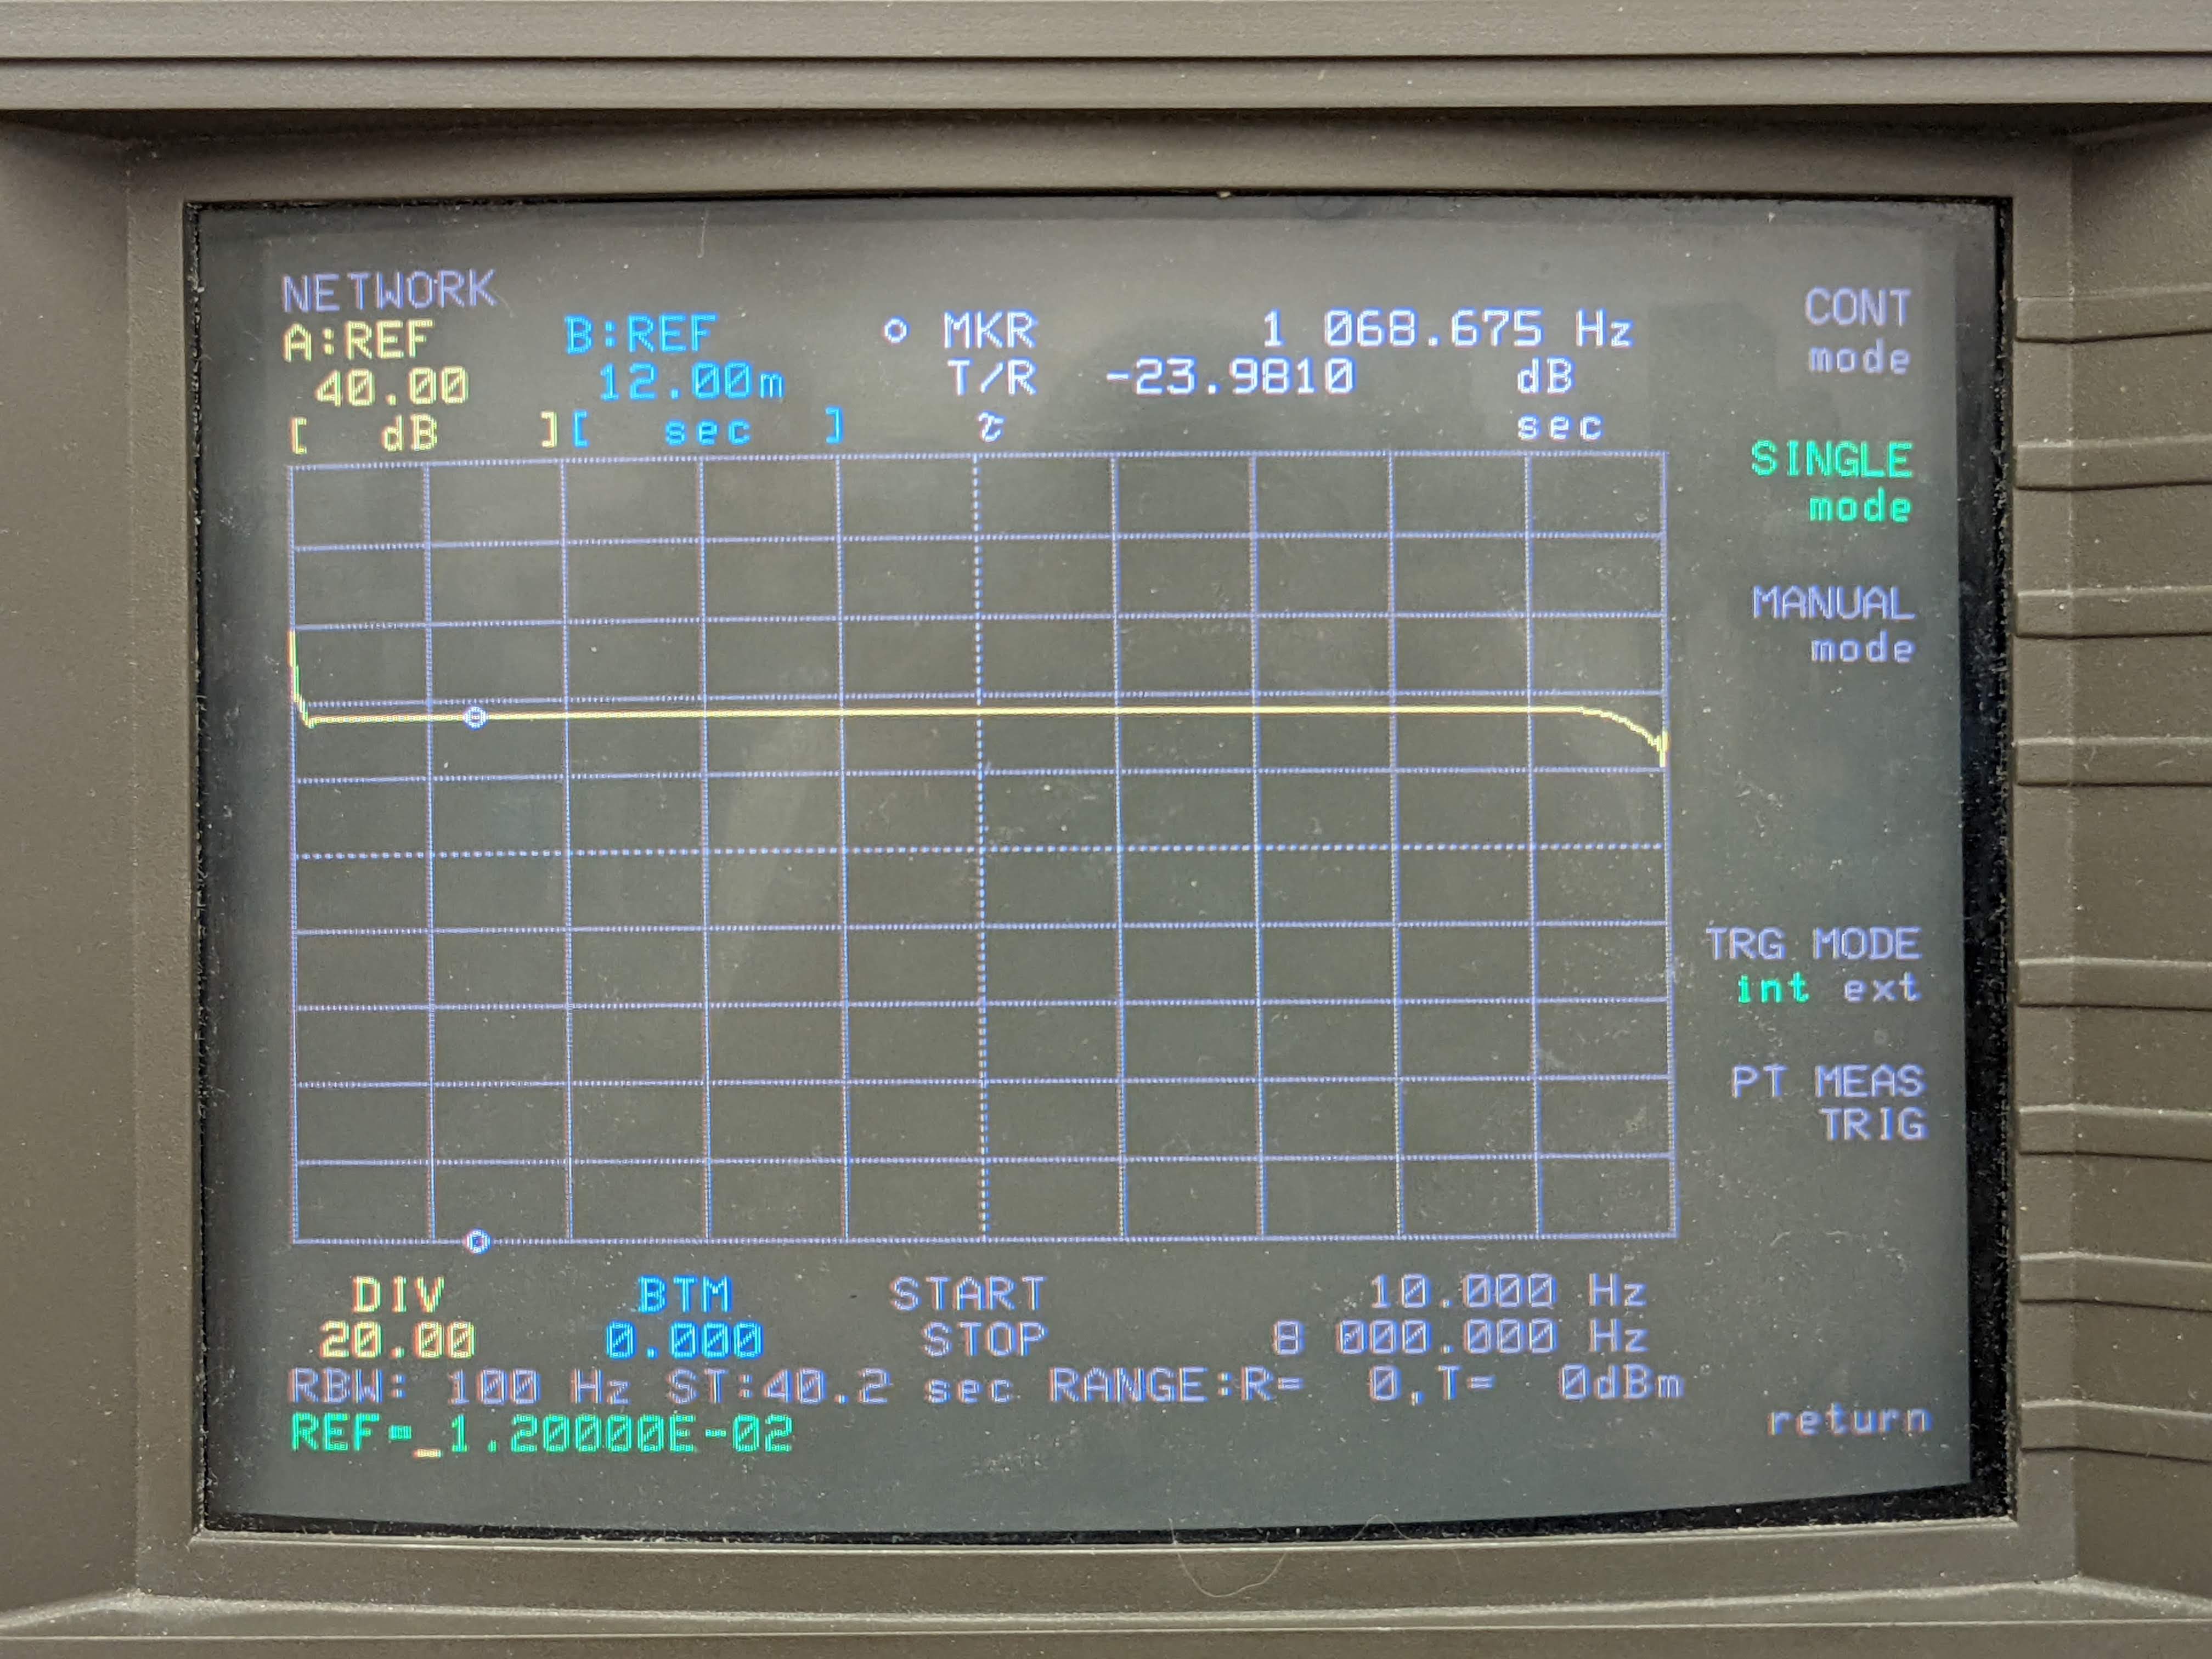 NETWORK
A:REF B:REF o MKR 1 068.675 Hz
40.00 12.00m T/R -23.9810 dB
[ dB ][ sec ] τ sec
CONT
mode
SINGLE
mode
MANUAL
mode
TRG MODE
int ext
PT MEAS
TRIG
DIV BTM START 10.000 Hz
20.00 0.000 STOP 8 000.000 Hz
RBW: 100 Hz ST:40.2 sec RANGE:R= 0,T= 0dBm
REF=_1.20000E-02
return